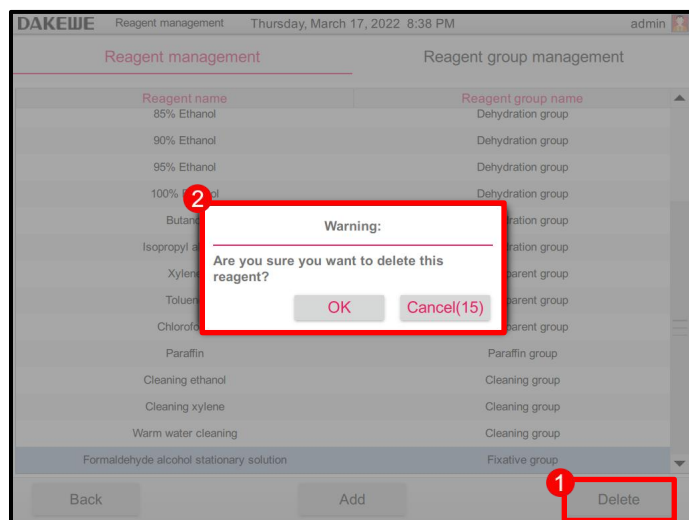 DAKEWE Reagent management Thursday, March 17, 2022 8:38 PM admin
Reagent management Reagent group management
Reagent name Reagent group name
85% Ethanol Dehydration group
90% Ethanol Dehydration group
95% Ethanol Dehydration group
100% Dehydration group
2
Warning:
Are you sure you want to delete this
reagent?
OK Cancel(15)
Paraffin Paraffin group
Cleaning ethanol Cleaning group
Cleaning xylene Cleaning group
Warm water cleaning Cleaning group
Formaldehyde alcohol stationary solution Fixative group
1
Back Add Delete